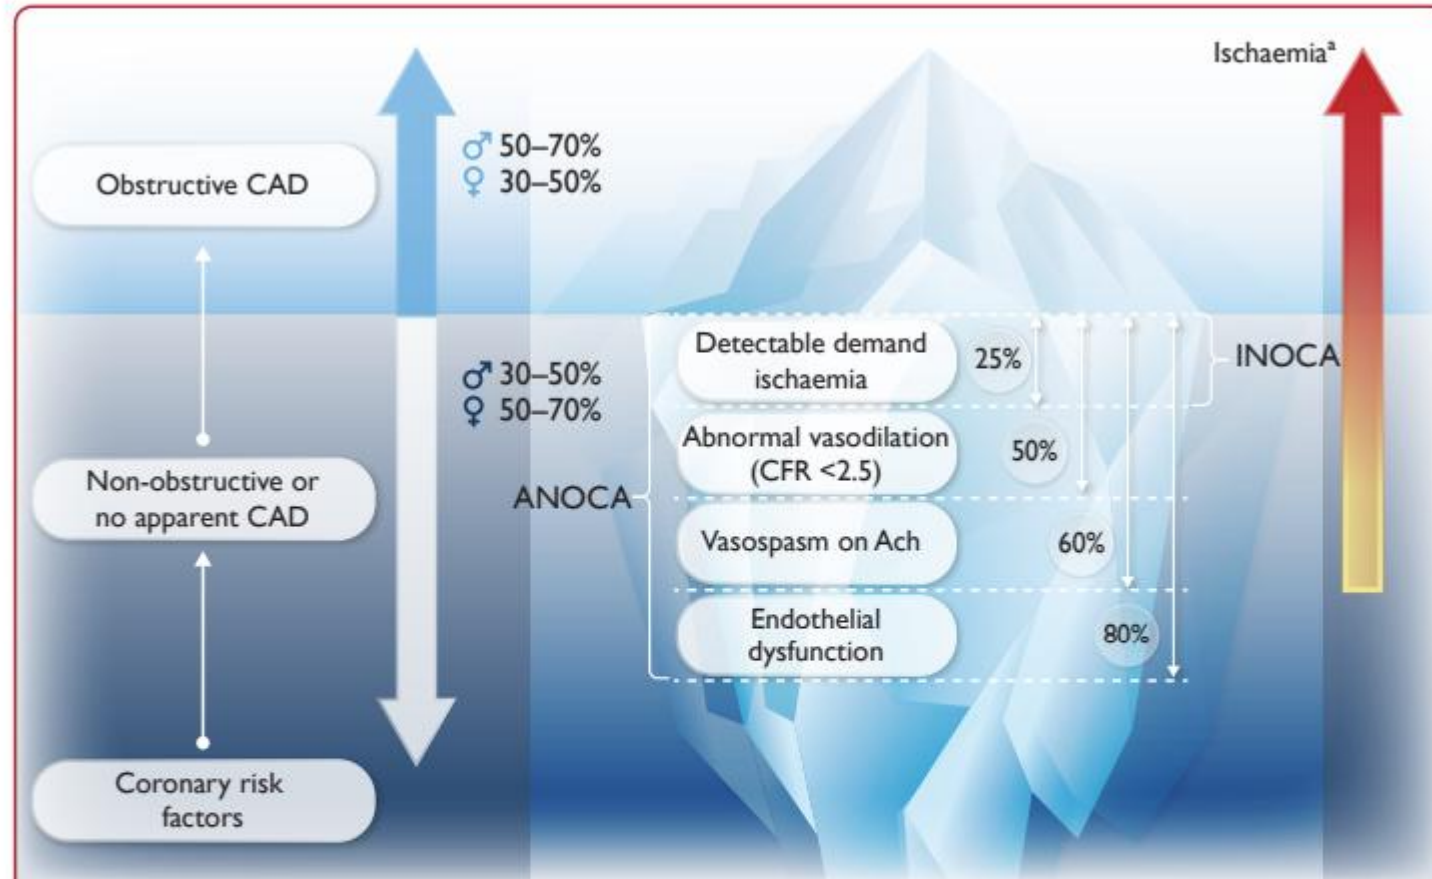 Ischaemiaª
Obstructive CAD
♂ 50–70%
♀ 30–50%
♂ 30–50%
♀ 50–70%
Non-obstructive or
no apparent CAD
Coronary risk
factors
ANOCA
Detectable demand
ischaemia
25%
Abnormal vasodilation
(CFR <2.5)
50%
Vasospasm on Ach
60%
Endothelial
dysfunction
80%
INOCA